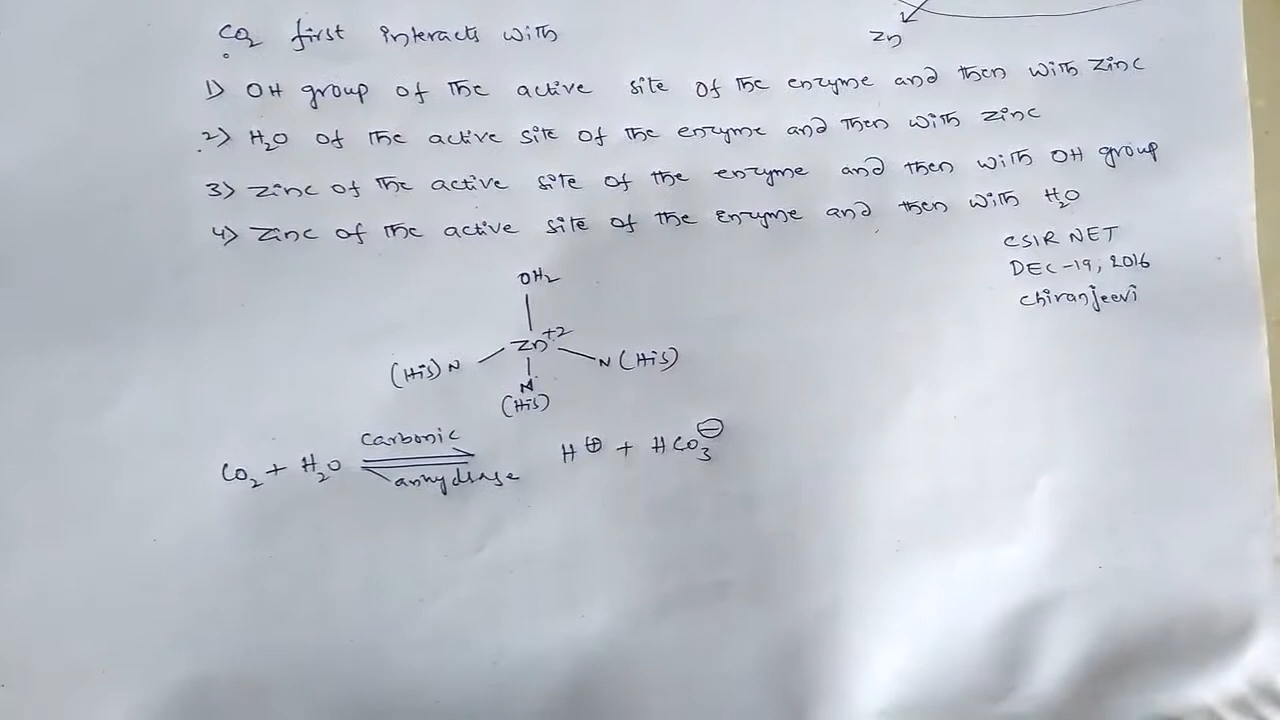 Zn
CO2 first interacts with
1) OH group of the active site of the enzyme and then with zinc
2) H2O of the active site of the enzyme and then with zinc
3) zinc of the active site of the enzyme and then with OH group
4) zinc of the active site of the enzyme and then with H2O
CSIR NET
DEC-19, 2016
Chiranjeevi
OH2
Zn+2
(His) N
N (His)
N
(His)
CO2 + H2O carbonic anhydrase H⊕ + HCO3⊖